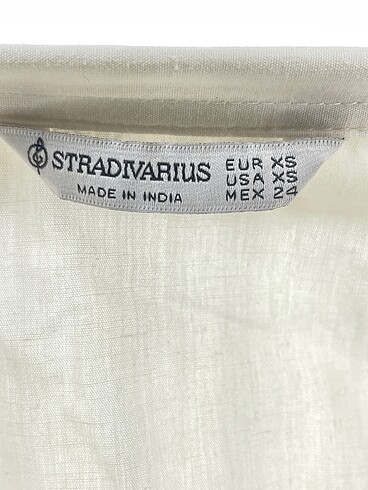 STRADIVARIUS
MADE IN INDIA
EUR XS
USA XS
MEX 24